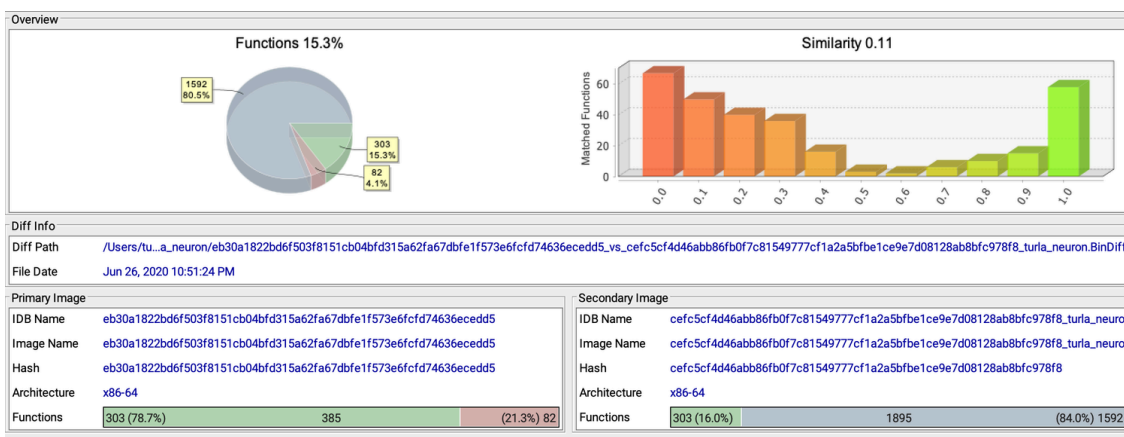 Overview
Functions 15.3%
1592
80.5%
303
15.3%
82
4.1%
Similarity 0.11
Matched Functions
60
40
20
0
0.0 0.1 0.2 0.3 0.4 0.5 0.6 0.7 0.8 0.9 1.0
Diff Info
Diff Path /Users/tu...a_neuron/eb30a1822bd6f503f8151cb04bfd315a62fa67dbfe1f573e6fcfd74636ecedd5_vs_cefc5cf4d46abb86fb0f7c81549777cf1a2a5bfbe1ce9e7d08128ab8bfc978f8_turla_neuron.BinDiff
File Date Jun 26, 2020 10:51:24 PM
Primary Image
IDB Name eb30a1822bd6f503f8151cb04bfd315a62fa67dbfe1f573e6fcfd74636ecedd5
Image Name eb30a1822bd6f503f8151cb04bfd315a62fa67dbfe1f573e6fcfd74636ecedd5
Hash eb30a1822bd6f503f8151cb04bfd315a62fa67dbfe1f573e6fcfd74636ecedd5
Architecture x86-64
Functions 303 (78.7%) 385 (21.3%) 82
Secondary Image
IDB Name cefc5cf4d46abb86fb0f7c81549777cf1a2a5bfbe1ce9e7d08128ab8bfc978f8_turla_neuro
Image Name cefc5cf4d46abb86fb0f7c81549777cf1a2a5bfbe1ce9e7d08128ab8bfc978f8_turla_neuro
Hash cefc5cf4d46abb86fb0f7c81549777cf1a2a5bfbe1ce9e7d08128ab8bfc978f8
Architecture x86-64
Functions 303 (16.0%) 1895 (84.0%) 1592